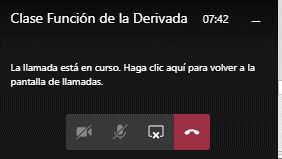 Clase Función de la Derivada 07:42
La llamada está en curso. Haga clic aquí para volver a la
pantalla de llamadas.